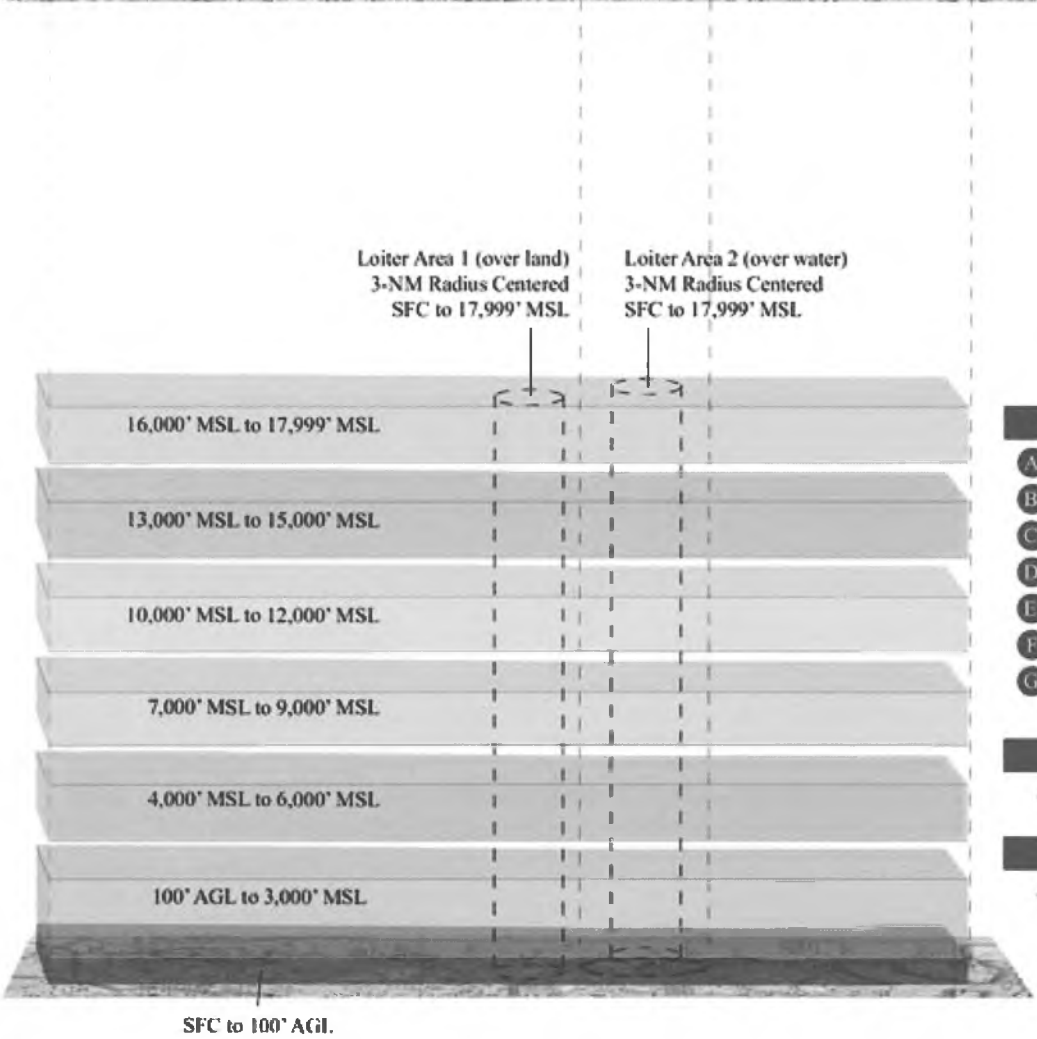 Loiter Area 1 (over land)
3-NM Radius Centered
SFC to 17,999' MSL
Loiter Area 2 (over water)
3-NM Radius Centered
SFC to 17,999' MSL
16,000' MSL to 17,999' MSL
13,000' MSL to 15,000' MSL
10,000' MSL to 12,000' MSL
7,000' MSL to 9,000' MSL
4,000' MSL to 6,000' MSL
100' AGL to 3,000' MSL
SFC to 100' AGL
A
B
C
D
E
F
G